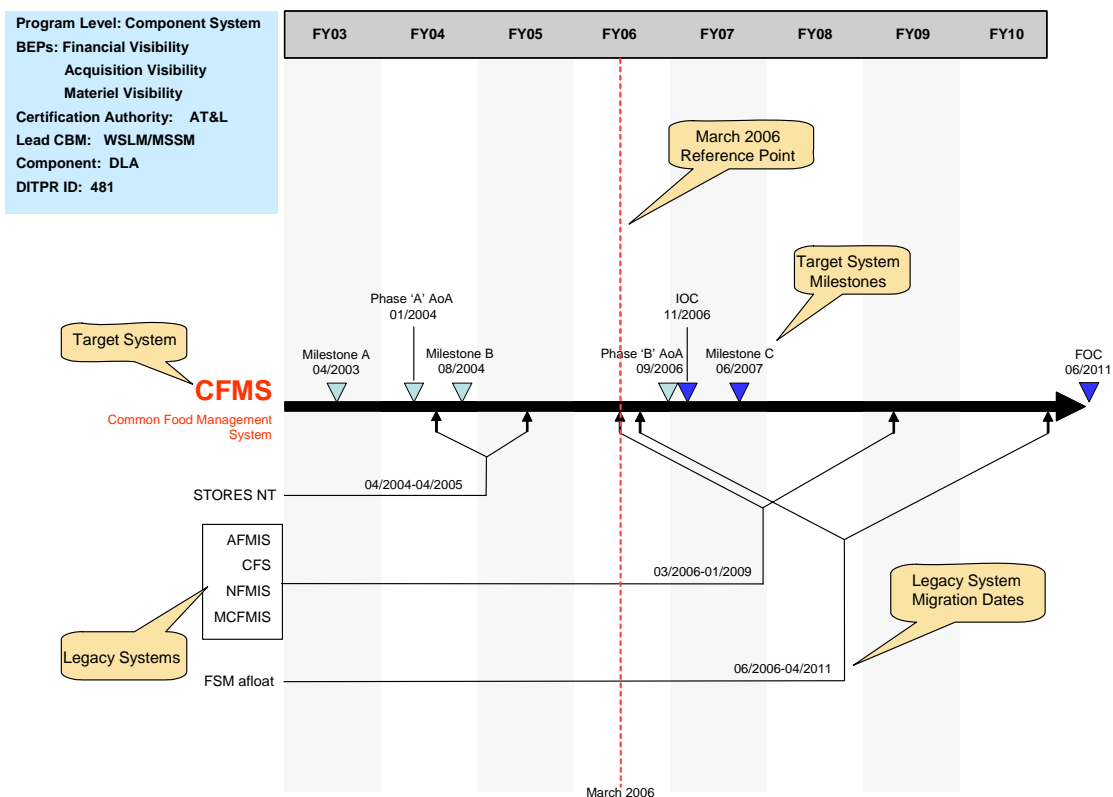 Program Level: Component System
BEPs: Financial Visibility
Acquisition Visibility
Materiel Visibility
Certification Authority: AT&L
Lead CBM: WSLM/MSSM
Component: DLA
DITPR ID: 481
FY03 FY04 FY05 FY06 FY07 FY08 FY09 FY10
March 2006
Reference Point
Target System
Milestones
Phase ‘A’ AoA
01/2004
IOC
11/2006
Target System
Milestone A
04/2003
Milestone B
08/2004
Phase ‘B’ AoA
09/2006
Milestone C
06/2007
FOC
06/2011
CFMS
Common Food Management
System
STORES NT
04/2004-04/2005
AFMIS
CFS
NFMIS
MCFMIS
03/2006-01/2009
Legacy System
Migration Dates
Legacy Systems
FSM afloat
06/2006-04/2011
March 2006